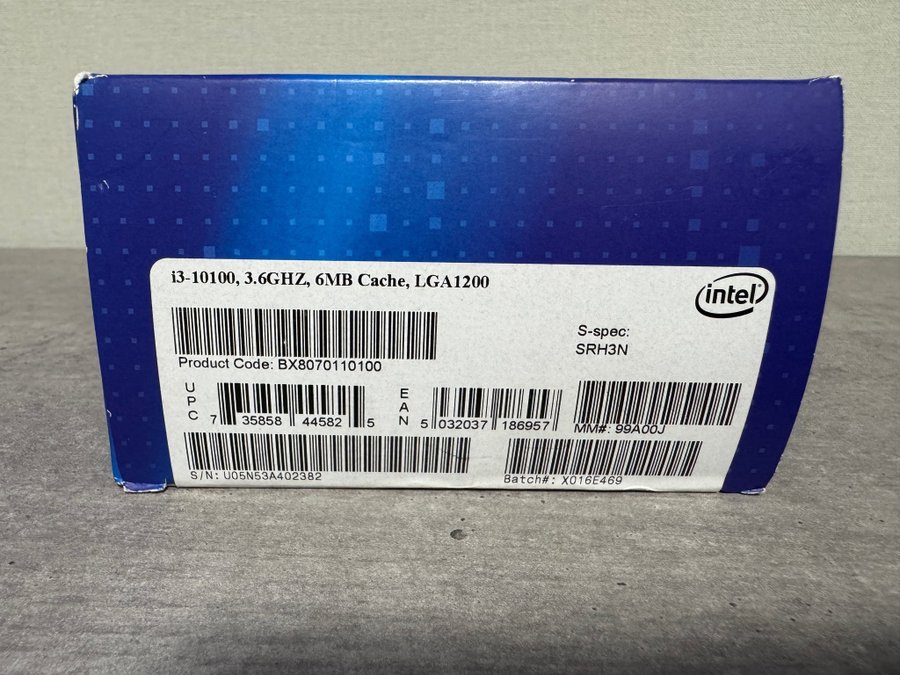 i3-10100, 3.6GHZ, 6MB Cache, LGA1200
intel
Product Code: BX8070110100
S-spec:
SRH3N
UPC 7 35858 44582 5
EAN 5 032037 186957
MM#: 99A00J
S/N: U05N53A402382
Batch#: X016E469